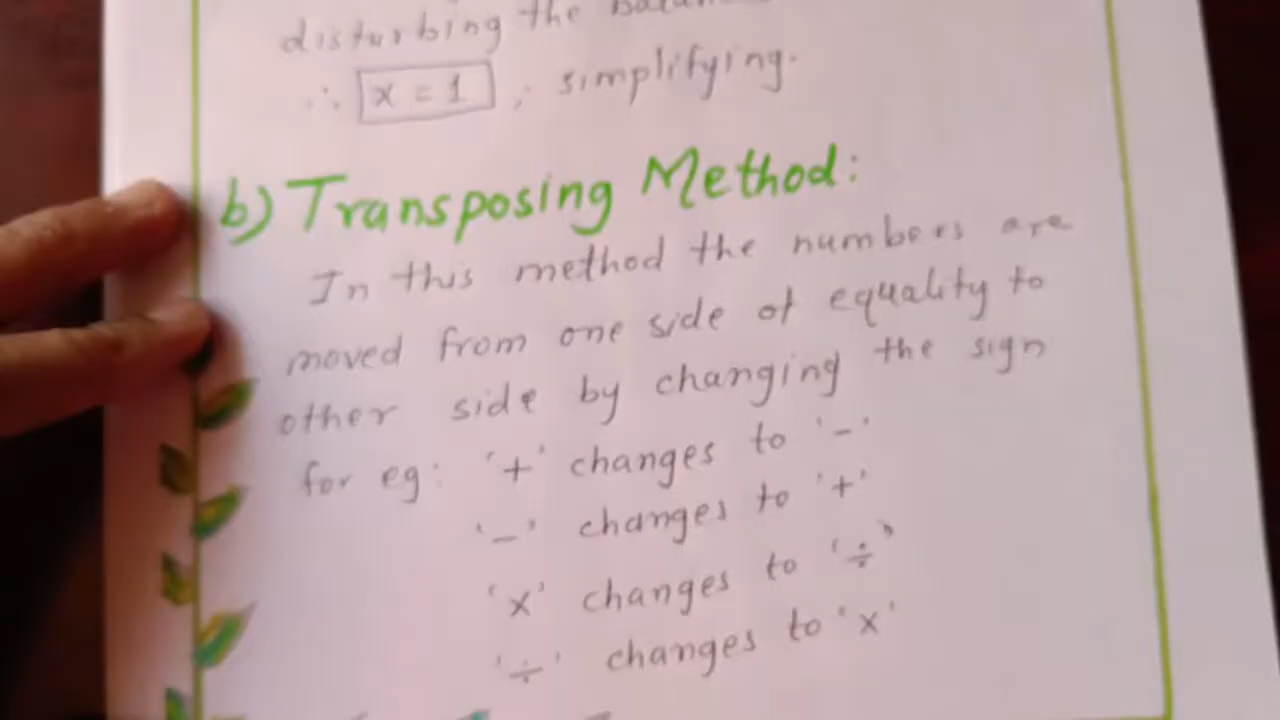 disturbing the
∴ x = 1 , simplifying.
b) Transposing Method:
In this method the numbers are
moved from one side of equality to
other side by changing the sign
for eg: '+' changes to '-'
'-' changes to '+'
'x' changes to '÷'
'÷' changes to 'x'